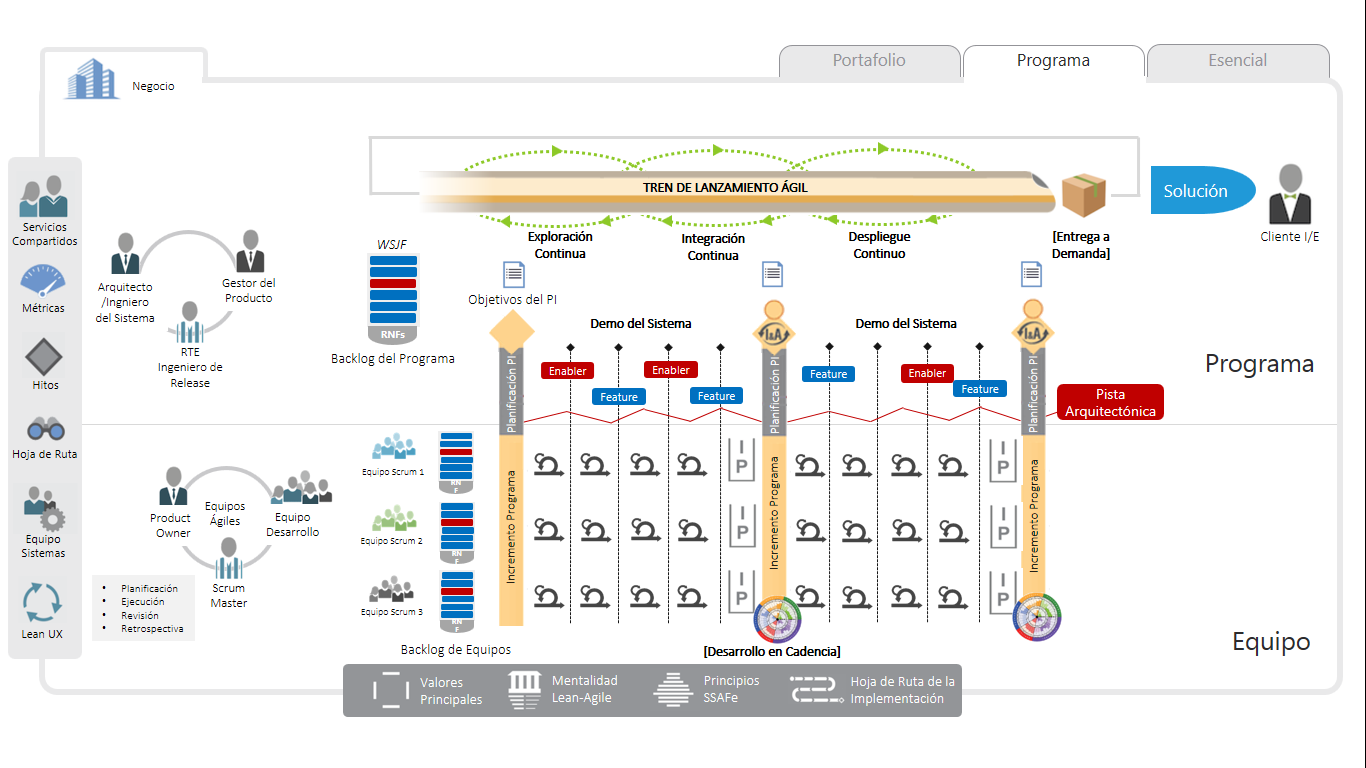 Portafolio
Programa
Esencial
Negocio
TREN DE LANZAMIENTO ÁGIL
Solución
Cliente I/E
Exploración
Continua
Integración
Continua
Despliegue
Continuo
[Entrega a
Demanda]
Servicios
Compartidos
Métricas
Hitos
Hoja de Ruta
Equipo
Sistemas
Lean UX
Arquitecto
/Ingniero
del Sistema
Gestor del
Producto
RTE
Ingeniero de
Release
WSJF
RNFs
Backlog del Programa
Objetivos del PI
Demo del Sistema
Demo del Sistema
I&A
I&A
Planificación PI
Planificación PI
Planificación PI
Enabler
Feature
Enabler
Feature
Feature
Enabler
Feature
Pista
Arquitectónica
Programa
Product
Owner
Equipos
Ágiles
Equipo
Desarrollo
Scrum
Master
• Planificación
• Ejecución
• Revisión
• Retrospectiva
Equipo Scrum 1
RN
F
Equipo Scrum 2
RN
F
Equipo Scrum 3
RN
F
Backlog de Equipos
Incremento Programa
Incremento Programa
Incremento Programa
I
P
I
P
I
P
I
P
I
P
I
P
[Desarrollo en Cadencia]
Equipo
Valores
Principales
Mentalidad
Lean-Agile
Principios
SSAFe
Hoja de Ruta de la
Implementación